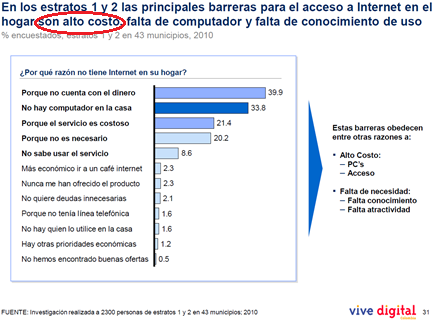 En los estratos 1 y 2 las principales barreras para el acceso a Internet en el
hogar son alto costo, falta de computador y falta de conocimiento de uso
% encuestados, estratos 1 y 2 en 43 municipios, 2010
¿Por qué razón no tiene Internet en su hogar?
Porque no cuenta con el dinero 39.9
No hay computador en la casa 33.8
Porque el servicio es costoso 21.4
Porque no es necesario 20.2
No sabe usar el servicio 8.6
Más económico ir a un café internet 2.3
Nunca me han ofrecido el producto 2.3
No quiere deudas innecesarias 2.1
Porque no tenía línea telefónica 1.6
No hay quien lo utilice en la casa 1.6
Hay otras prioridades económicas 1.2
No hemos encontrado buenas ofertas 0.5
Estas barreras obedecen
entre otras razones a:
• Alto Costo:
– PC's
– Acceso
• Falta de necesidad:
– Falta conocimiento
– Falta atractividad
FUENTE: Investigación realizada a 2300 personas de estratos 1 y 2 en 43 municipios; 2010
vive digital
31